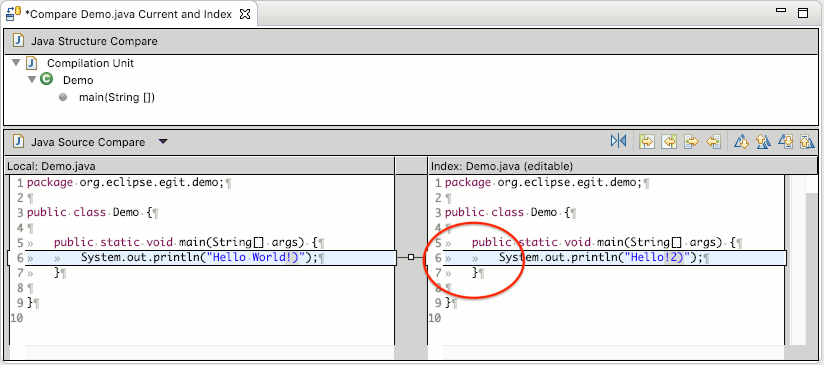 *Compare Demo.java Current and Index
Java Structure Compare
Compilation Unit
Demo
main(String [])
Java Source Compare
Local: Demo.java
1 package·org.eclipse.egit.demo;¶
2 ¶
3 public·class·Demo·{¶
4 ¶
5 » public·static·void·main(String[]·args)·{¶
6 » » System.out.println("Hello·World!)");¶
7 » }¶
8 ¶
9 }¶
10
Index: Demo.java (editable)
1 package·org.eclipse.egit.demo;¶
2 ¶
3 public·class·Demo·{¶
4 ¶
5 » public·static·void·main(String[]·args)·{¶
6 » » System.out.println("Hello!2)");¶
7 » }¶
8 ¶
9 }¶
10